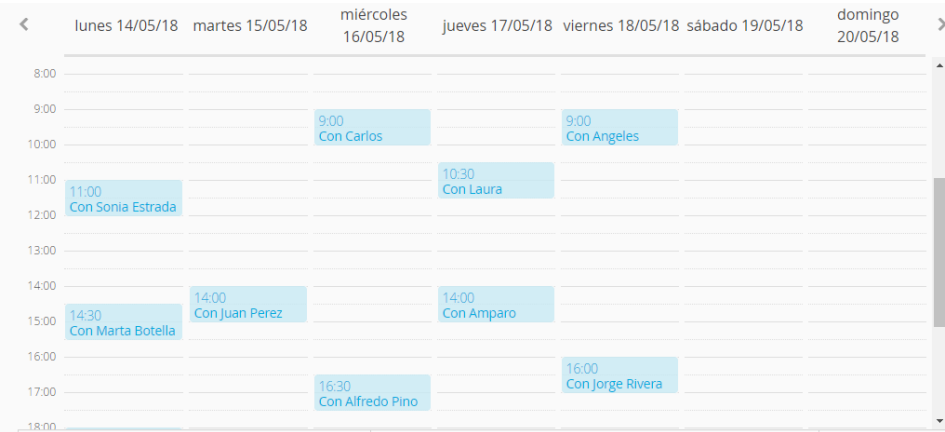 lunes 14/05/18 martes 15/05/18 miércoles 16/05/18 jueves 17/05/18 viernes 18/05/18 sábado 19/05/18 domingo 20/05/18
8:00
9:00
9:00 9:00
Con Carlos Con Angeles
10:00
10:30
Con Laura
11:00
11:00
Con Sonia Estrada
12:00
13:00
14:00
14:00 14:00
Con Juan Perez Con Amparo
14:30
15:00
Con Marta Botella
16:00
16:00
Con Jorge Rivera
16:30
17:00
Con Alfredo Pino
18:00